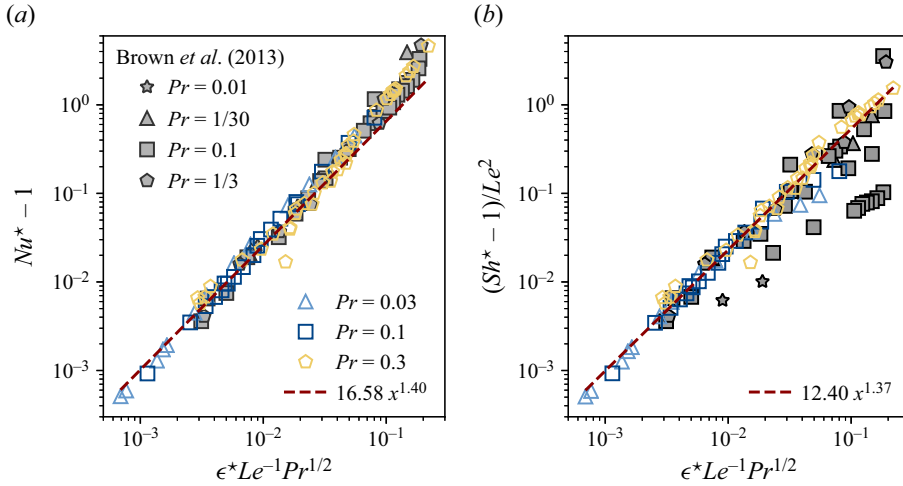 (a)
Nu* − 1
10⁰
10⁻¹
10⁻²
10⁻³
Brown et al. (2013)
Pr = 0.01
Pr = 1/30
Pr = 0.1
Pr = 1/3
Pr = 0.03
Pr = 0.1
Pr = 0.3
16.58 x^1.40
10⁻³ 10⁻² 10⁻¹
ϵ*Le⁻¹Pr^1/2
(b)
(Sh* − 1)/Le²
10⁰
10⁻¹
10⁻²
10⁻³
12.40 x^1.37
10⁻³ 10⁻² 10⁻¹
ϵ*Le⁻¹Pr^1/2